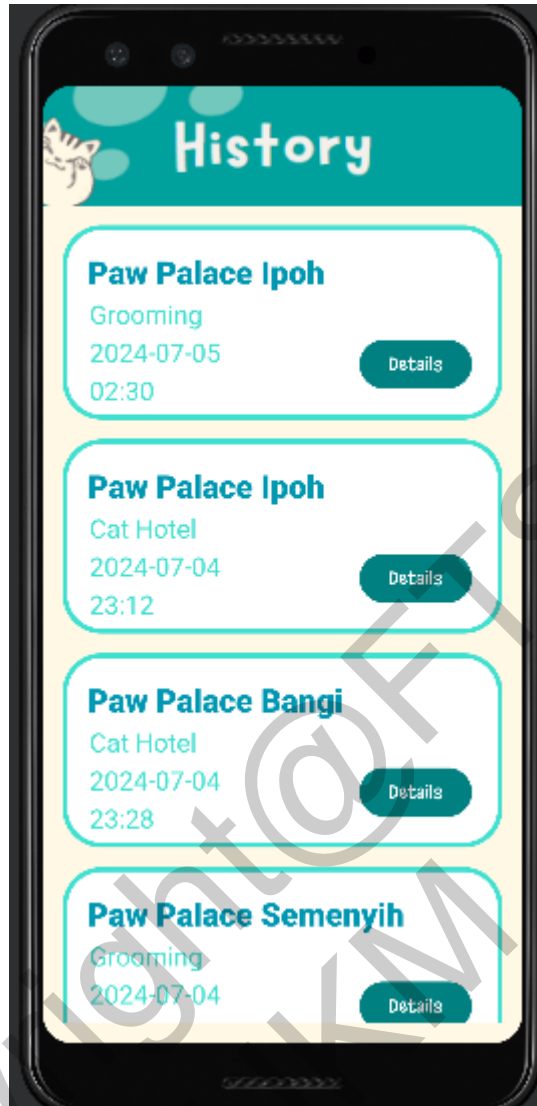 History
Paw Palace Ipoh
Grooming
2024-07-05
02:30
Details
Paw Palace Ipoh
Cat Hotel
2024-07-04
23:12
Details
Paw Palace Bangi
Cat Hotel
2024-07-04
23:28
Details
Paw Palace Semenyih
Grooming
2024-07-04
Details